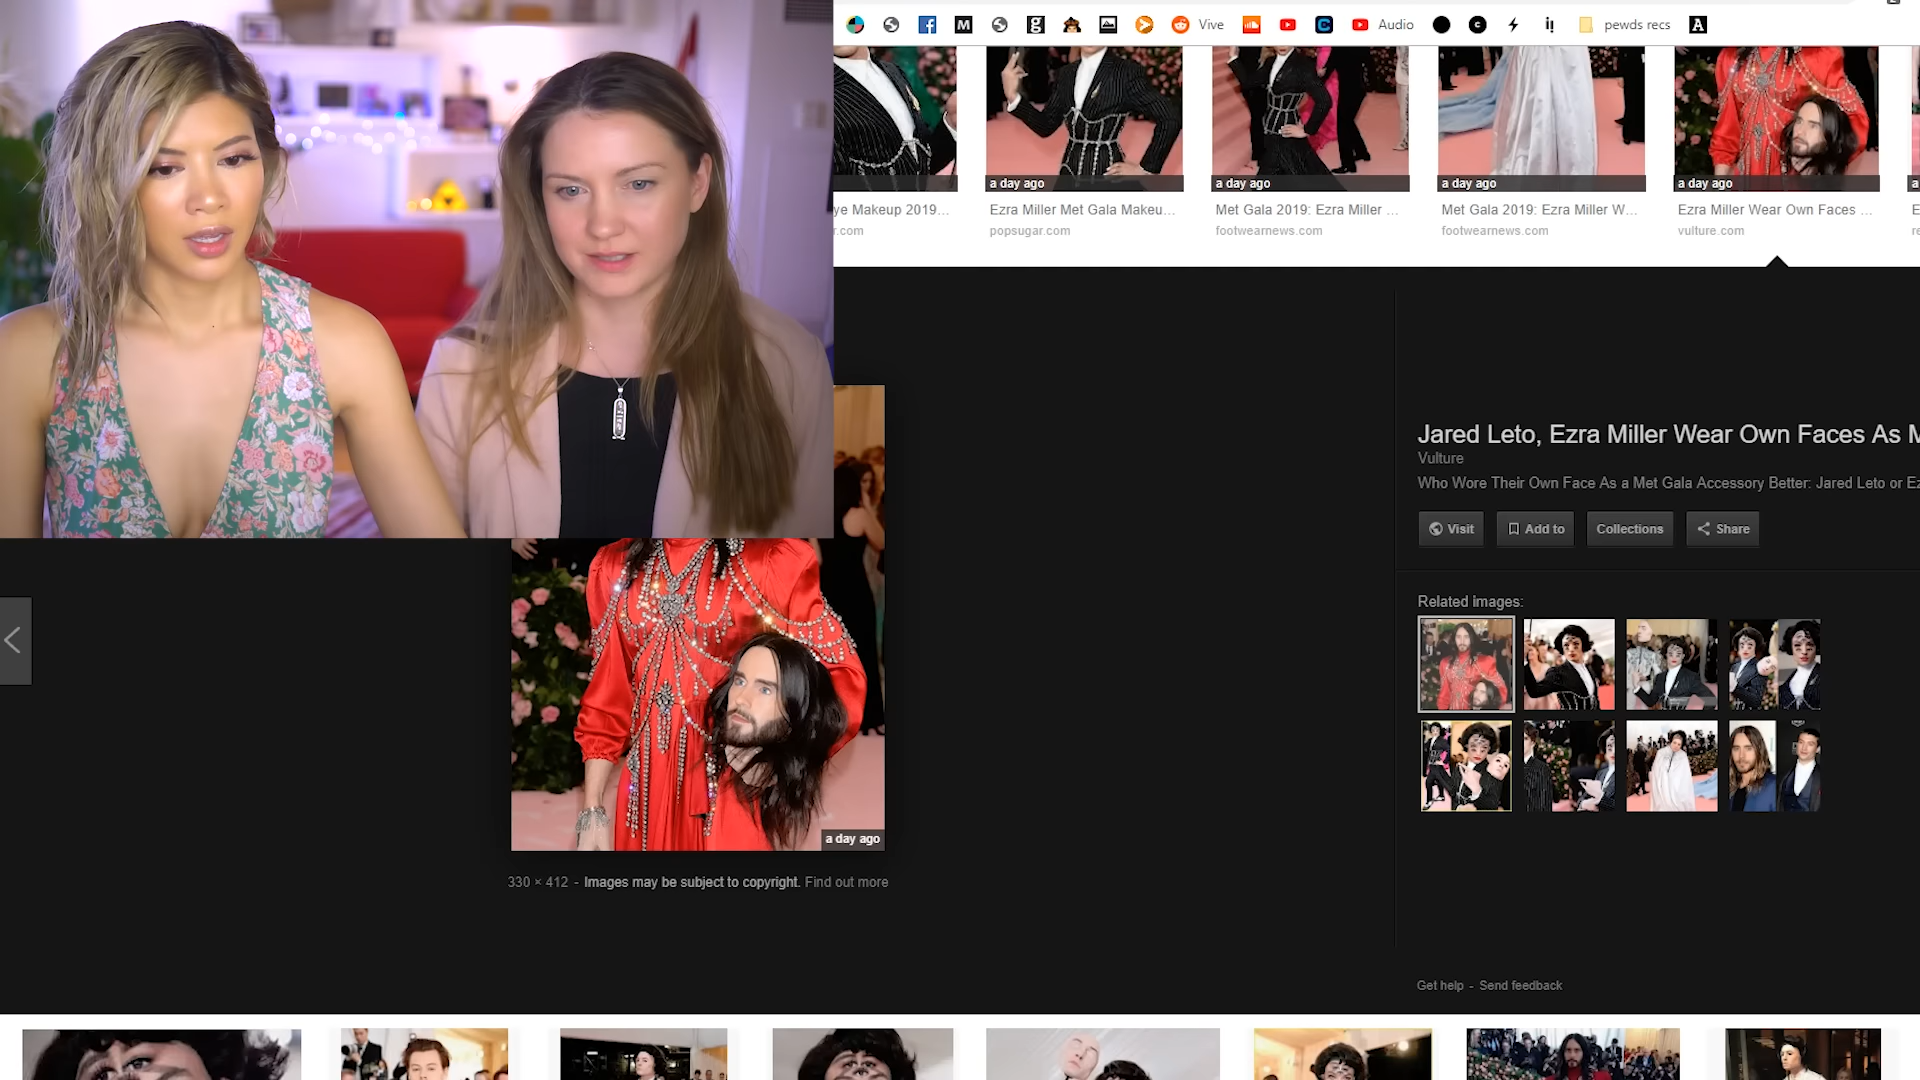 Vive
Audio
pewds recs
a day ago
a day ago
a day ago
a day ago
ye Makeup 2019...
Ezra Miller Met Gala Makeu...
Met Gala 2019: Ezra Miller ...
Met Gala 2019: Ezra Miller W...
Ezra Miller Wear Own Faces ...
r.com
popsugar.com
footwearnews.com
footwearnews.com
vulture.com
Jared Leto, Ezra Miller Wear Own Faces As M
Vulture
Who Wore Their Own Face As a Met Gala Accessory Better: Jared Leto or Ez
Visit
Add to
Collections
Share
Related images:
a day ago
330 × 412 - Images may be subject to copyright. Find out more
Get help - Send feedback